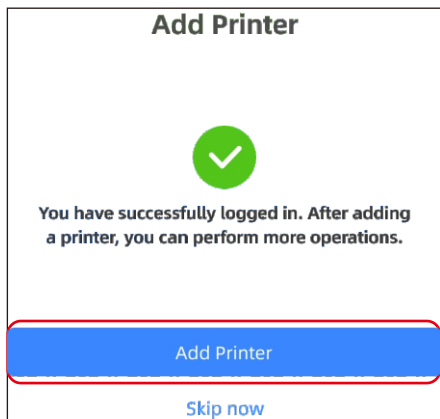 Add Printer
You have successfully logged in. After adding
a printer, you can perform more operations.
Add Printer
Skip now